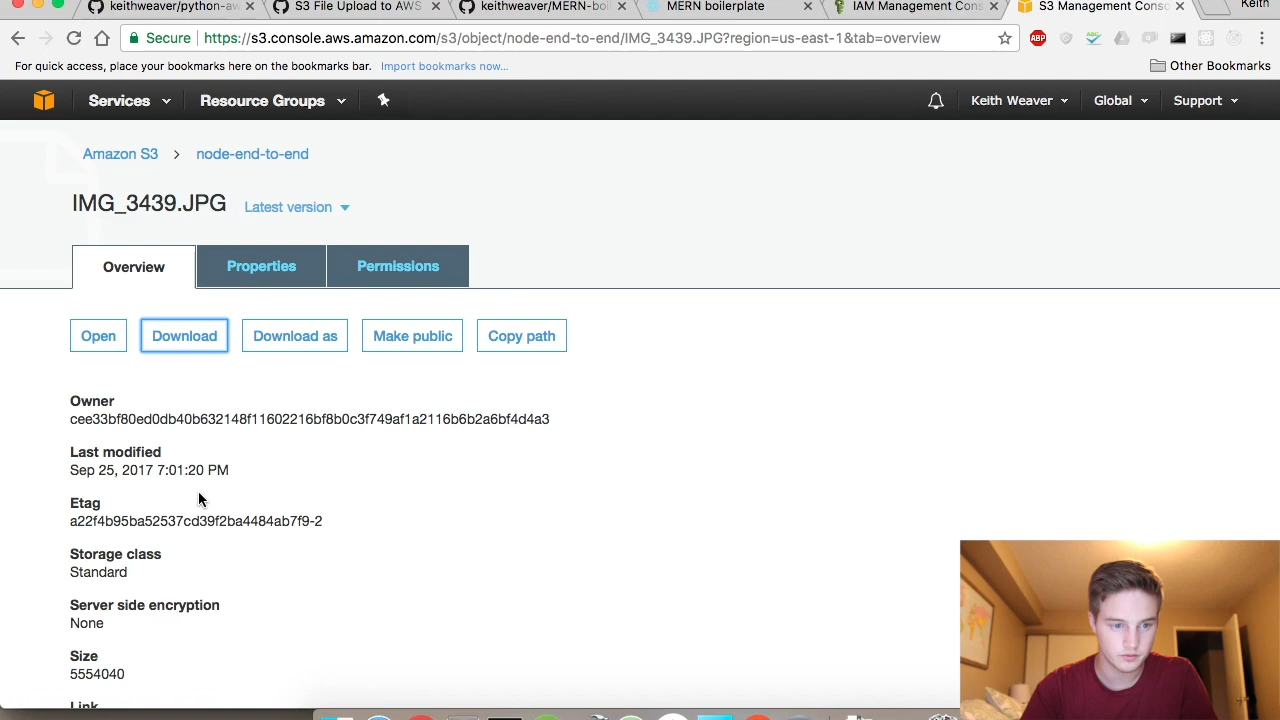 keithweaver/python-aw
S3 File Upload to AWS
keithweaver/MERN-boil
MERN boilerplate
IAM Management Cons
S3 Management Conso
Keith
Secure
https://s3.console.aws.amazon.com/s3/object/node-end-to-end/IMG_3439.JPG?region=us-east-1&tab=overview
ABP
For quick access, place your bookmarks here on the bookmarks bar. Import bookmarks now...
Other Bookmarks
Services
Resource Groups
Keith Weaver
Global
Support
Amazon S3 > node-end-to-end
IMG_3439.JPG Latest version
Overview
Properties
Permissions
Open
Download
Download as
Make public
Copy path
Owner
cee33bf80ed0db40b632148f11602216bf8b0c3f749af1a2116b6b2a6bf4d4a3
Last modified
Sep 25, 2017 7:01:20 PM
Etag
a22f4b95ba52537cd39f2ba4484ab7f9-2
Storage class
Standard
Server side encryption
None
Size
5554040
Link